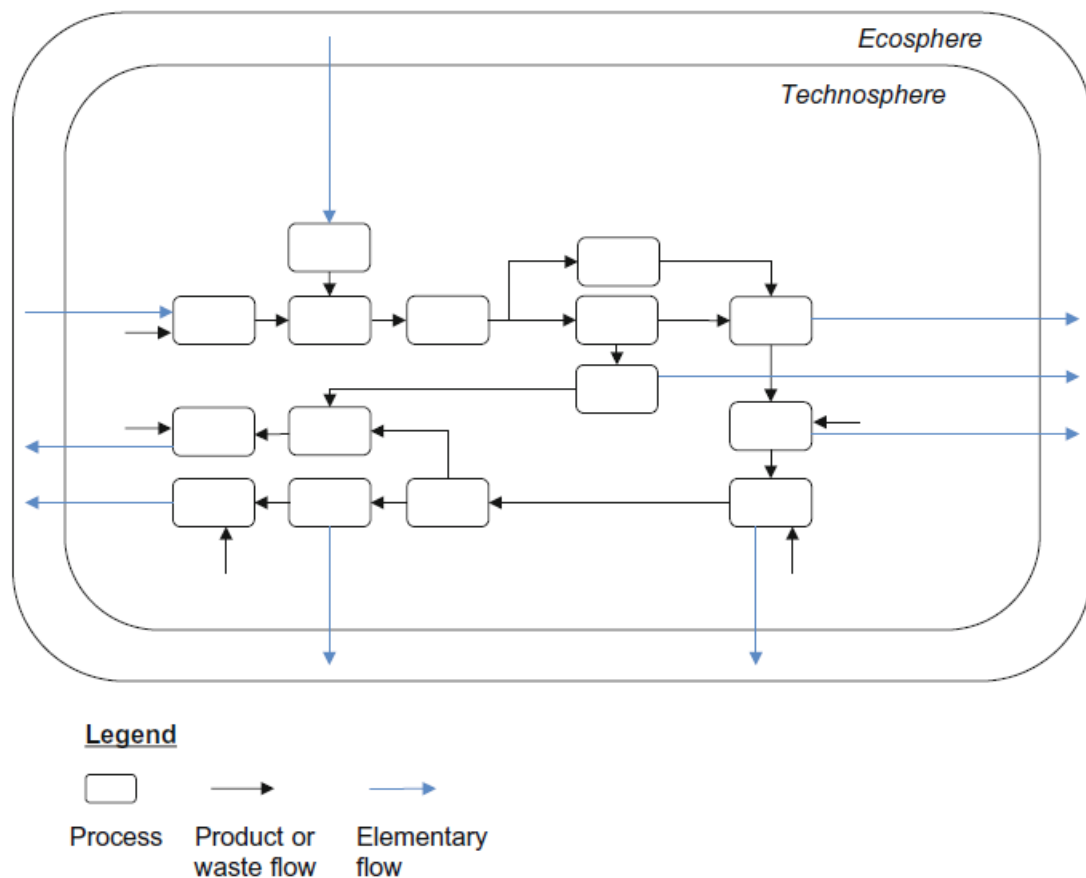 Ecosphere
Technosphere
Legend
Process
Product or
waste flow
Elementary
flow